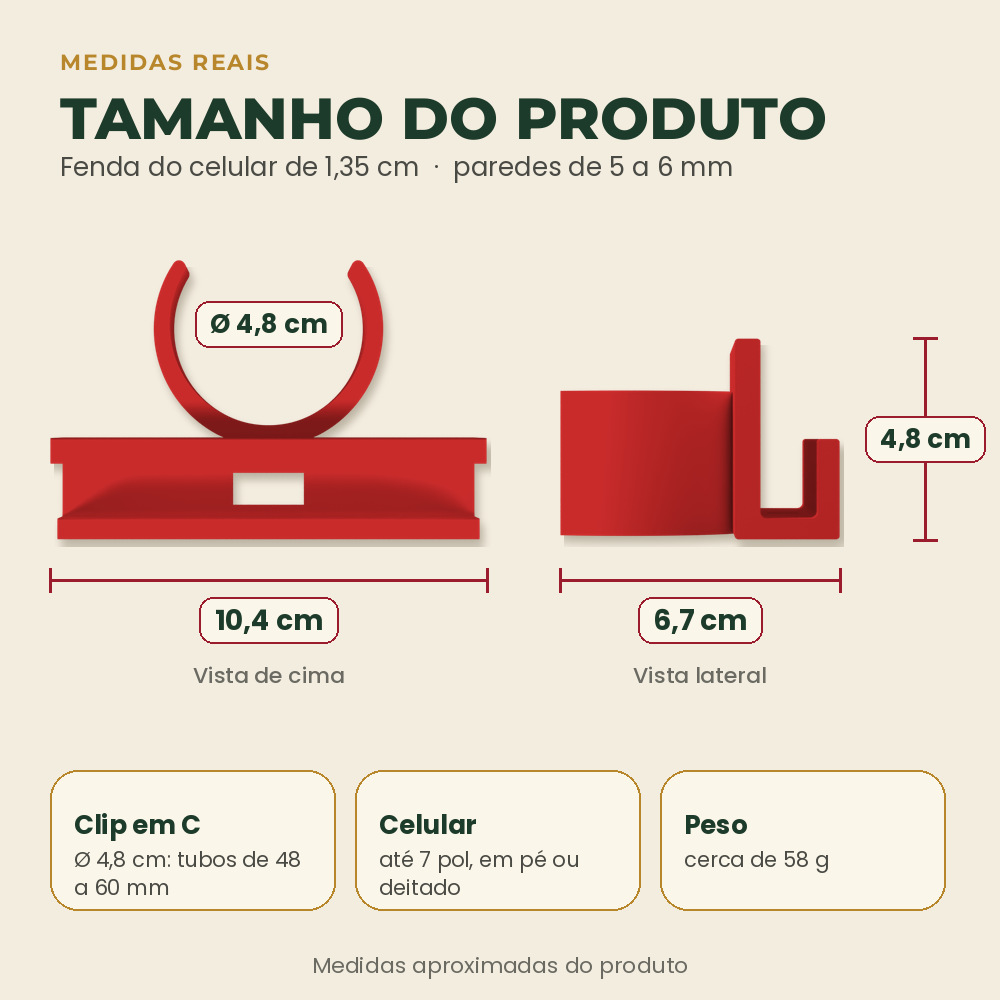 MEDIDAS REAIS
TAMANHO DO PRODUTO
Fenda do celular de 1,35 cm · paredes de 5 a 6 mm
Ø 4,8 cm
4,8 cm
10,4 cm
6,7 cm
Vista de cima
Vista lateral
Clip em C
Ø 4,8 cm: tubos de 48
a 60 mm
Celular
até 7 pol, em pé ou
deitado
Peso
cerca de 58 g
Medidas aproximadas do produto